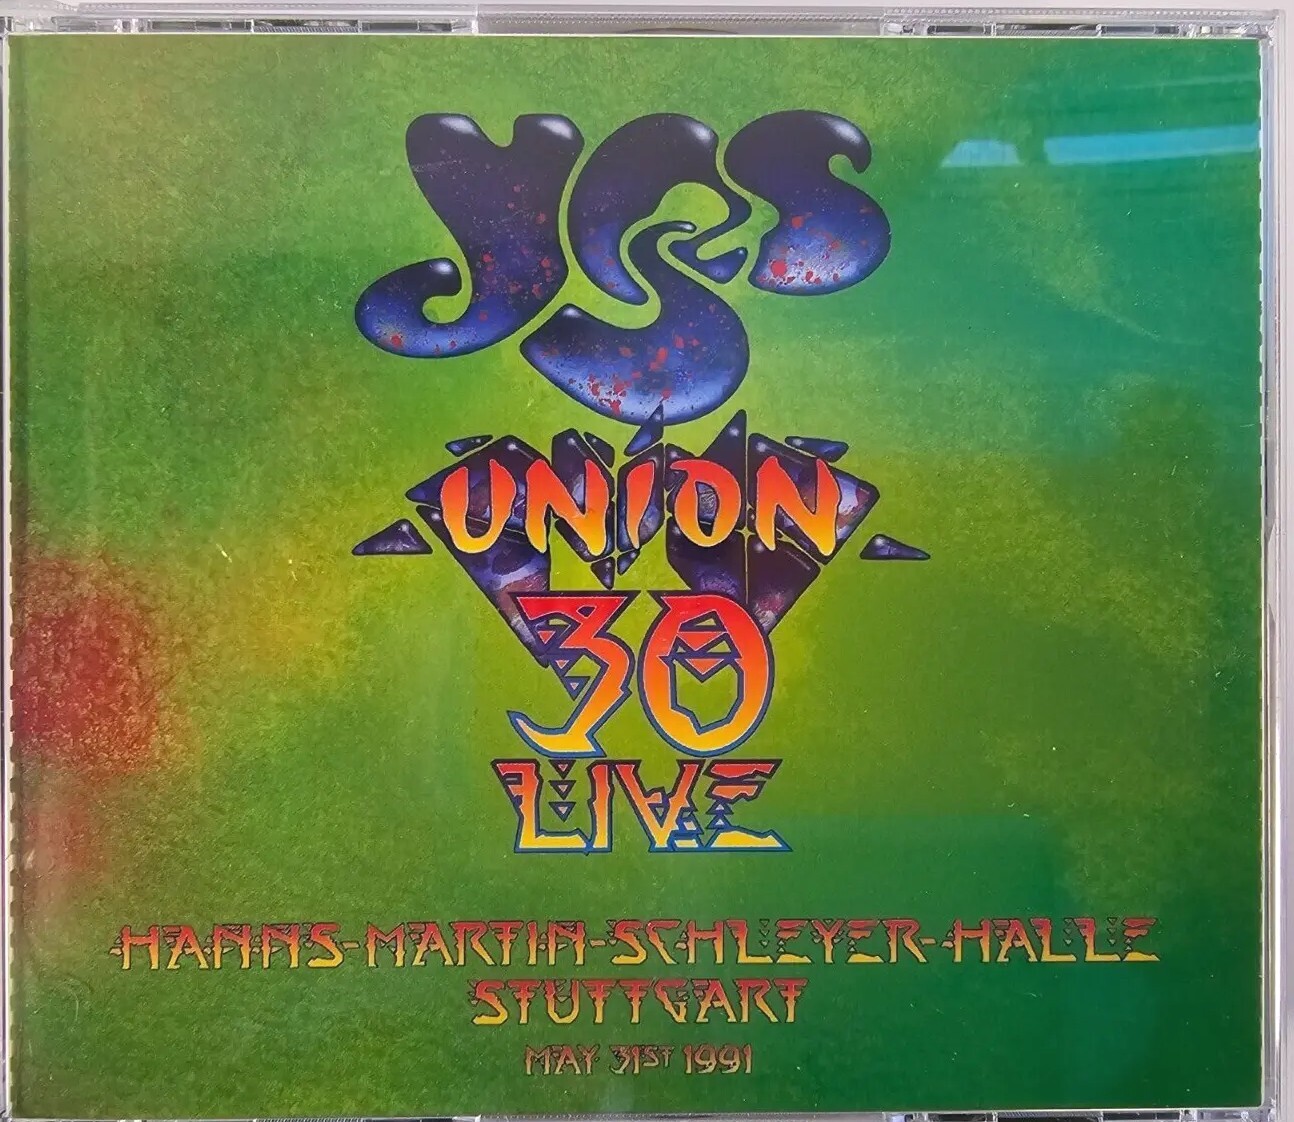 YES
UNION
30
LIVE
HANNS-MARTIN-SCHLEYER-HALLE
STUTTGART
MAY 31ST 1991